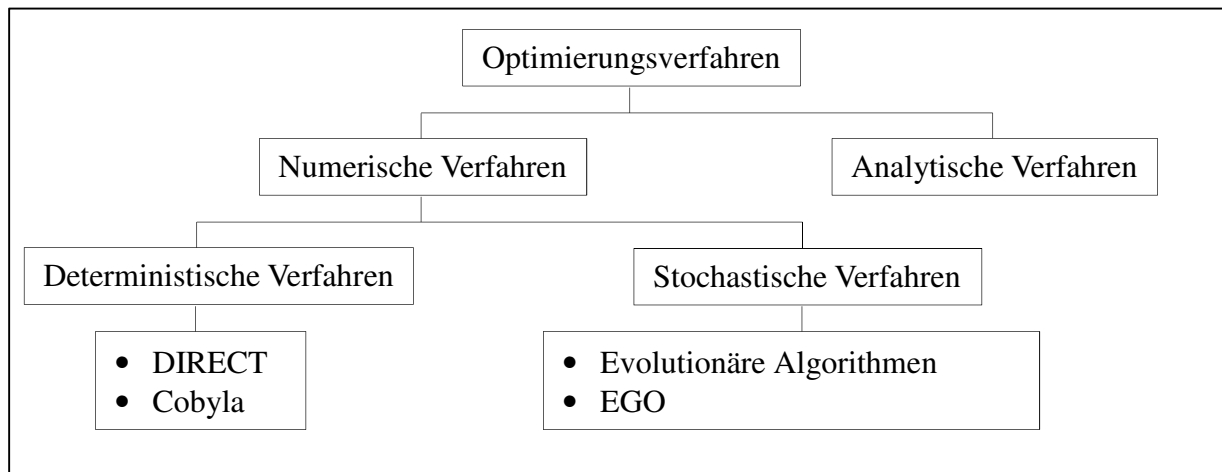 Optimierungsverfahren
Numerische Verfahren
Analytische Verfahren
Deterministische Verfahren
Stochastische Verfahren
• DIRECT
• Cobyla
• Evolutionäre Algorithmen
• EGO